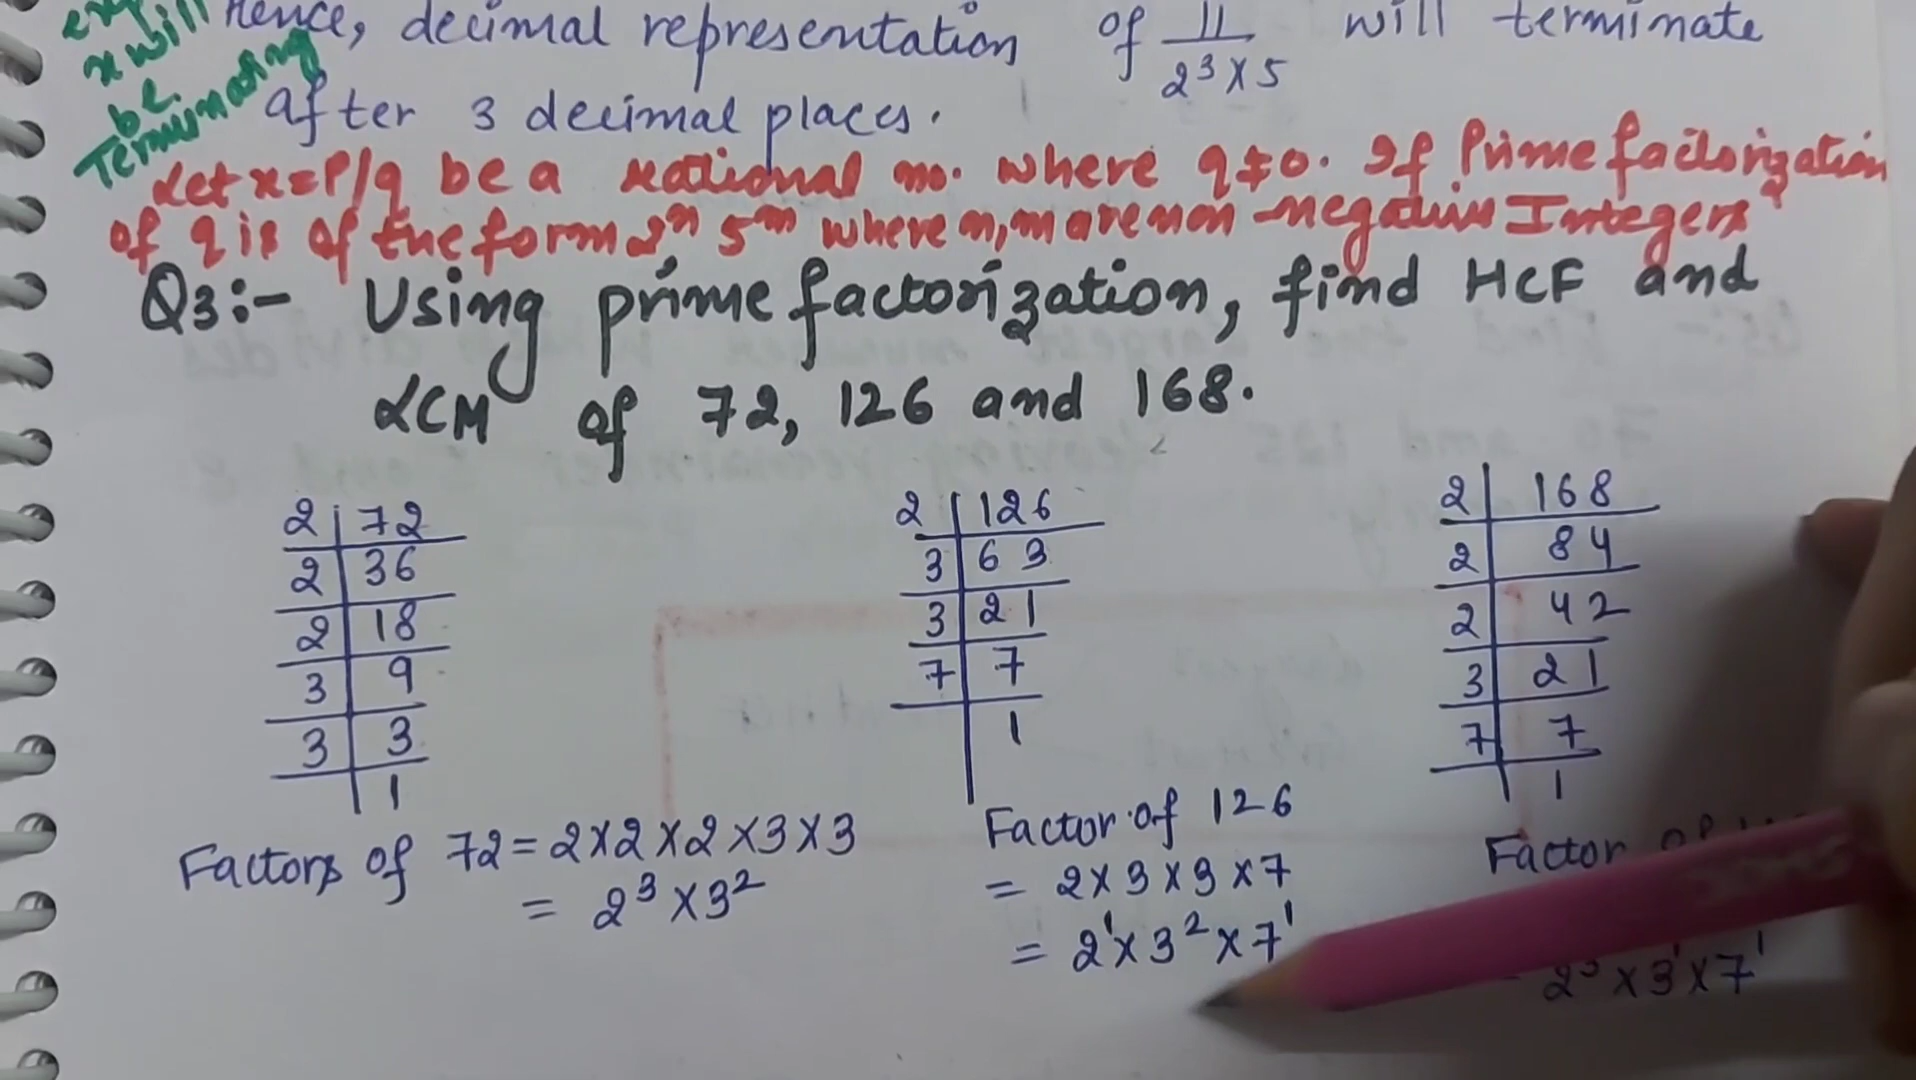 Hence, decimal representation of 11/2³×5 will terminate
x will
be
Terminating
after 3 decimal places.
Let x=P/q be a rational no. where q≠0. If Prime factorization
of q is of the form 2ⁿ 5ᵐ where n,m are non-negative Integers
Q3:- Using prime factorization, find HCF and
LCM of 72, 126 and 168.
2 | 72
2 | 36
2 | 18
3 | 9
3 | 3
1
2 | 126
3 | 63
3 | 21
7 | 7
1
2 | 168
2 | 84
2 | 42
3 | 21
7 | 7
1
Factors of 72 = 2×2×2×3×3
= 2³×3²
Factor of 126
= 2×3×3×7
= 2¹×3²×7¹
Factor of
2³×3¹×7¹